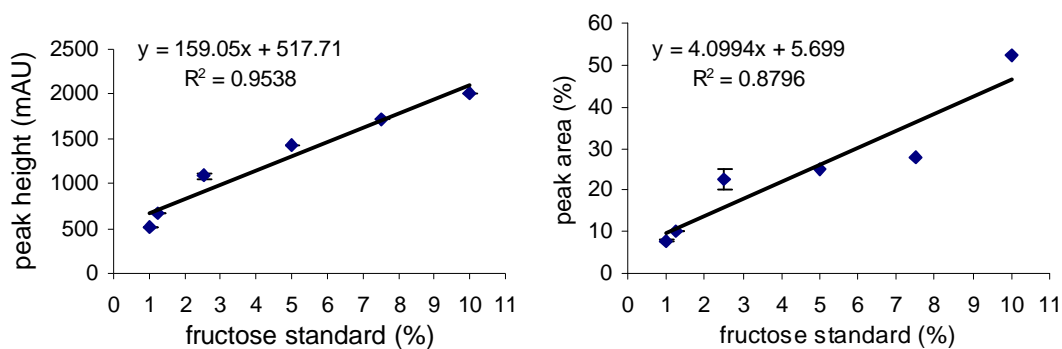 y = 159.05x + 517.71
R² = 0.9538
peak height (mAU)
2500
2000
1500
1000
500
0
0 1 2 3 4 5 6 7 8 9 10 11
fructose standard (%)
y = 4.0994x + 5.699
R² = 0.8796
peak area (%)
60
50
40
30
20
10
0
0 1 2 3 4 5 6 7 8 9 10 11
fructose standard (%)